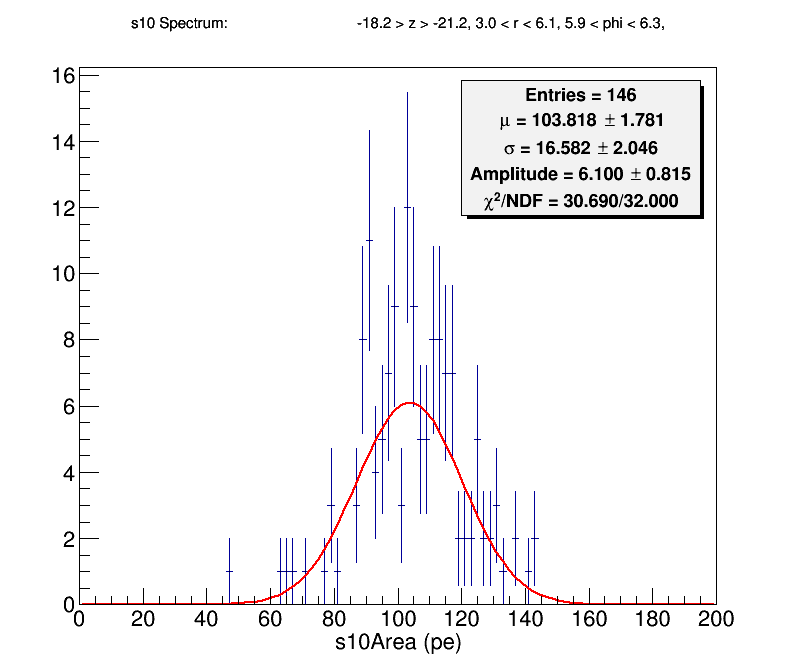 s10 Spectrum: -18.2 > z > -21.2, 3.0 < r < 6.1, 5.9 < phi < 6.3,
Entries = 146
μ = 103.818 ± 1.781
σ = 16.582 ± 2.046
Amplitude = 6.100 ± 0.815
χ²/NDF = 30.690/32.000
16
14
12
10
8
6
4
2
0
0 20 40 60 80 100 120 140 160 180 200
s10Area (pe)